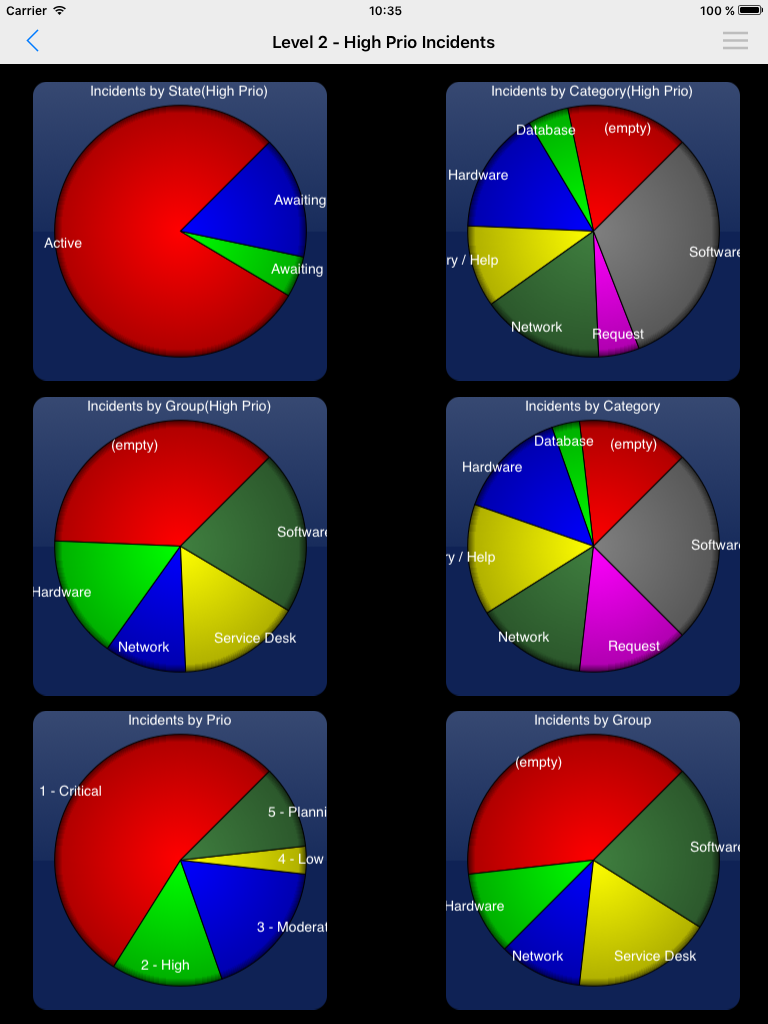 Carrier 10:35 100 %
Level 2 - High Prio Incidents
Incidents by State(High Prio)
Awaiting
Active
Awaiting
Incidents by Category(High Prio)
Database (empty)
Hardware
Software
ry / Help
Network
Request
Incidents by Group(High Prio)
(empty)
Software
Hardware
Service Desk
Network
Incidents by Category
Database (empty)
Hardware
Software
ry / Help
Network
Request
Incidents by Prio
1 - Critical
5 - Planni
4 - Low
3 - Moderat
2 - High
Incidents by Group
(empty)
Software
Hardware
Network Service Desk